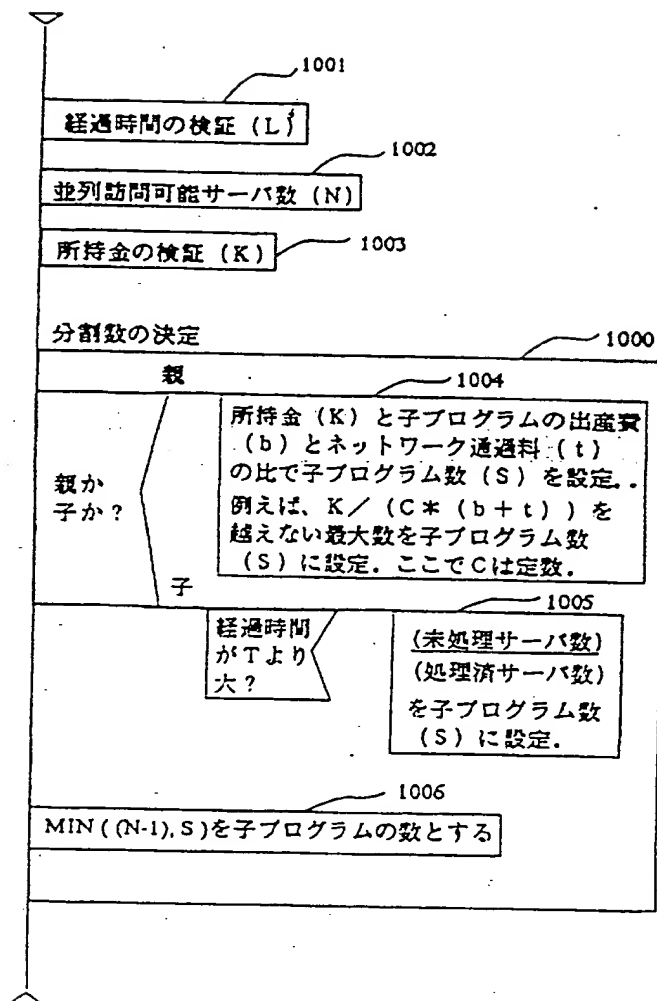 1001
経過時間の検証 (L)
1002
並列訪問可能サーバ数 (N)
所持金の検証 (K)
1003
分割数の決定
1000
親
1004
所持金 (K) と子プログラムの出産費
(b) とネットワーク通過料 (t)
の比で子プログラム数 (S) を設定．
例えば、K／(C＊(b＋t)) を
越えない最大数を子プログラム数
(S) に設定．ここでCは定数．
親か
子か？
子
1005
経過時間
がTより
大？
(未処理サーバ数)
(処理済サーバ数)
を子プログラム数
(S) に設定．
1006
MIN ((N-1), S) を子プログラムの数とする